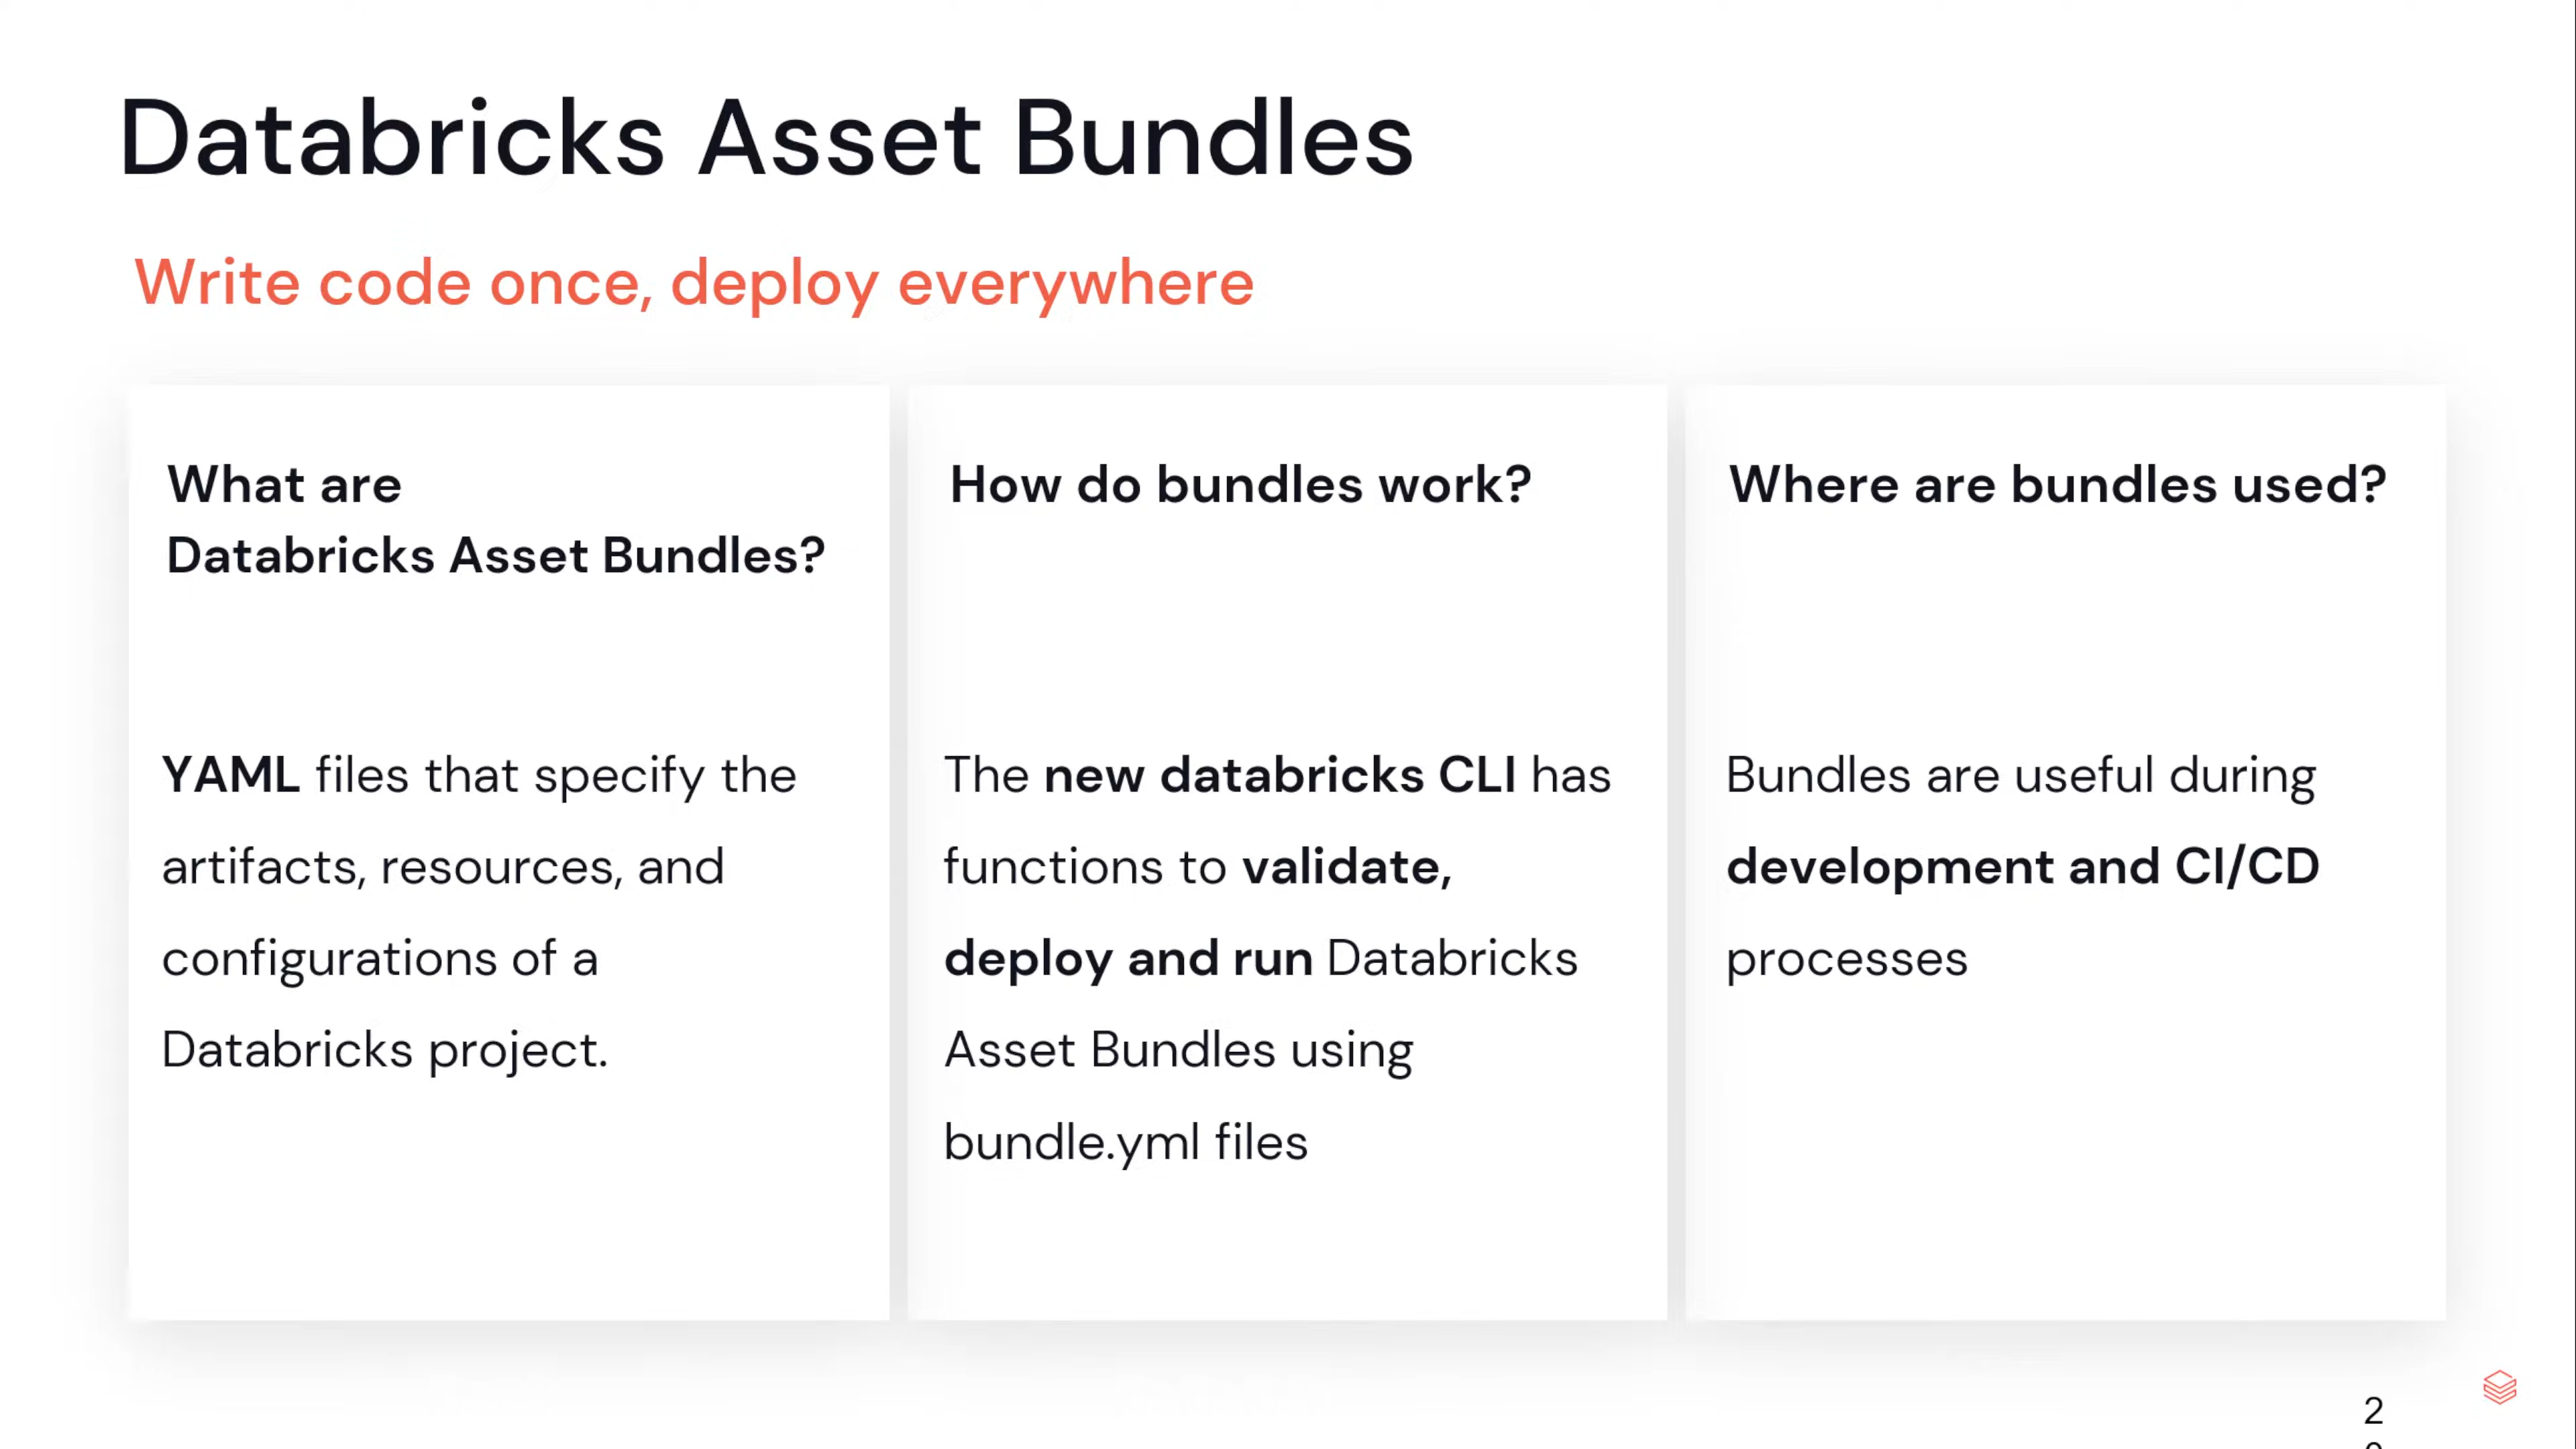 Databricks Asset Bundles
Write code once, deploy everywhere
What are
Databricks Asset Bundles?
YAML files that specify the
artifacts, resources, and
configurations of a
Databricks project.
How do bundles work?
The new databricks CLI has
functions to validate,
deploy and run Databricks
Asset Bundles using
bundle.yml files
Where are bundles used?
Bundles are useful during
development and CI/CD
processes
2